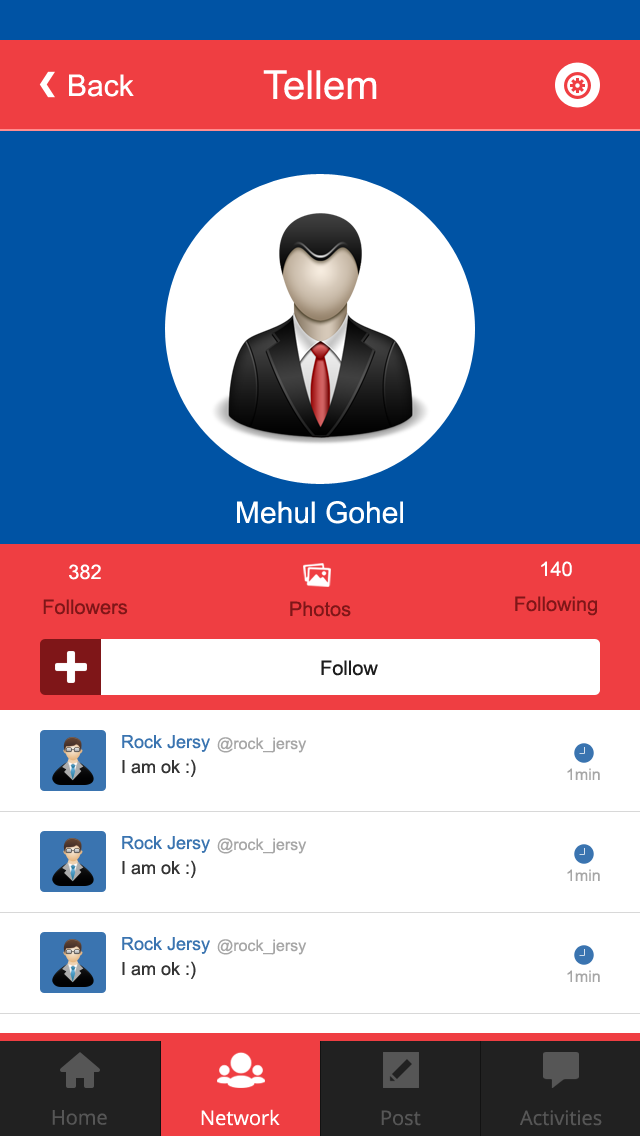 Back
Tellem
Mehul Gohel
382
140
Followers
Photos
Following
Follow
Rock Jersy @rock_jersy
I am ok :)
1min
Rock Jersy @rock_jersy
I am ok :)
1min
Rock Jersy @rock_jersy
I am ok :)
1min
Home
Network
Post
Activities